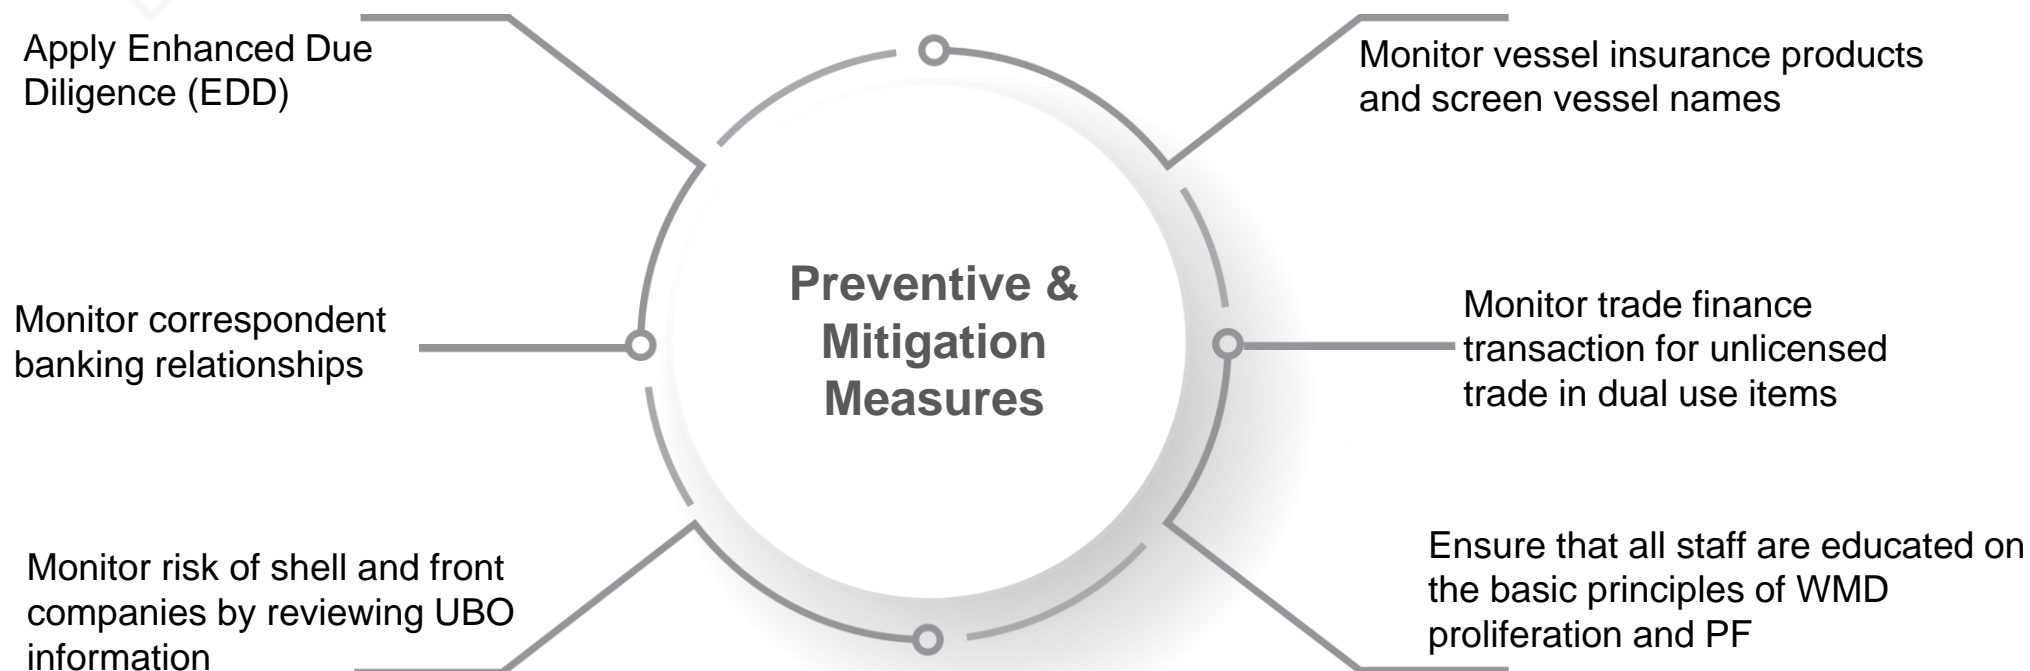 Apply Enhanced Due
Diligence (EDD)
Monitor vessel insurance products
and screen vessel names
Preventive &
Mitigation
Measures
Monitor correspondent
banking relationships
Monitor trade finance
transaction for unlicensed
trade in dual use items
Monitor risk of shell and front
companies by reviewing UBO
information
Ensure that all staff are educated on
the basic principles of WMD
proliferation and PF